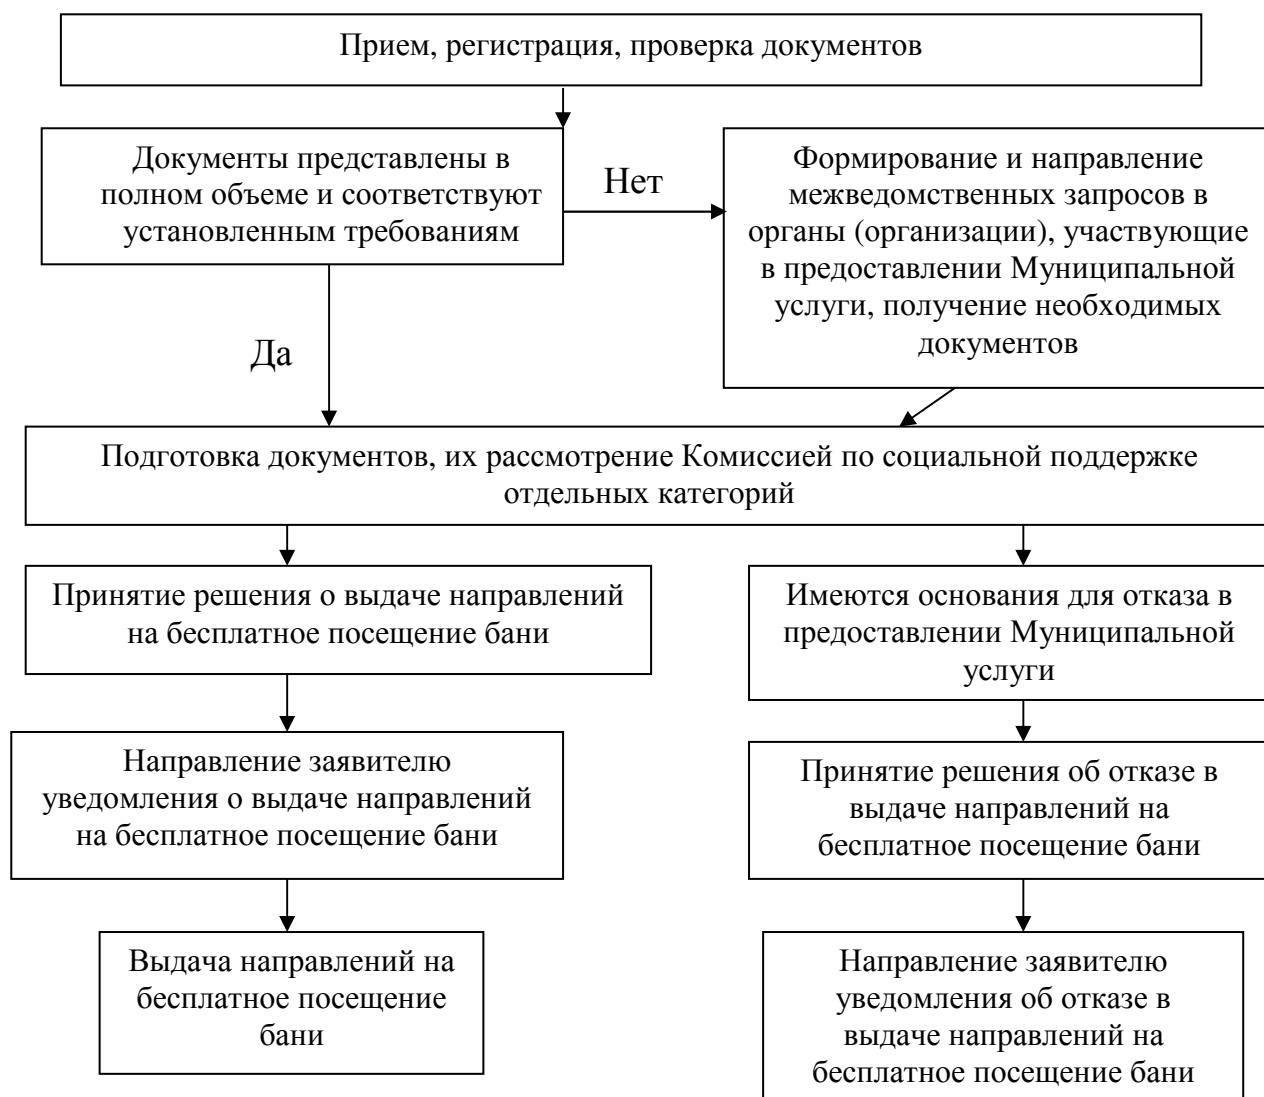 Прием, регистрация, проверка документов
Документы представлены в
полном объеме и соответствуют
установленным требованиям
Нет
Формирование и направление
межведомственных запросов в
органы (организации), участвующие
в предоставлении Муниципальной
услуги, получение необходимых
документов
Да
Подготовка документов, их рассмотрение Комиссией по социальной поддержке
отдельных категорий
Принятие решения о выдаче направлений
на бесплатное посещение бани
Имеются основания для отказа в
предоставлении Муниципальной
услуги
Направление заявителю
уведомления о выдаче направлений
на бесплатное посещение бани
Принятие решения об отказе в
выдаче направлений на
бесплатное посещение бани
Выдача направлений на
бесплатное посещение
бани
Направление заявителю
уведомления об отказе в
выдаче направлений на
бесплатное посещение бани